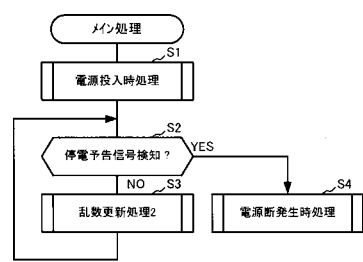 メイン処理
S1
電源投入時処理
S2
停電予告信号検知？
YES
NO
S3
乱数更新処理2
S4
電源断発生時処理